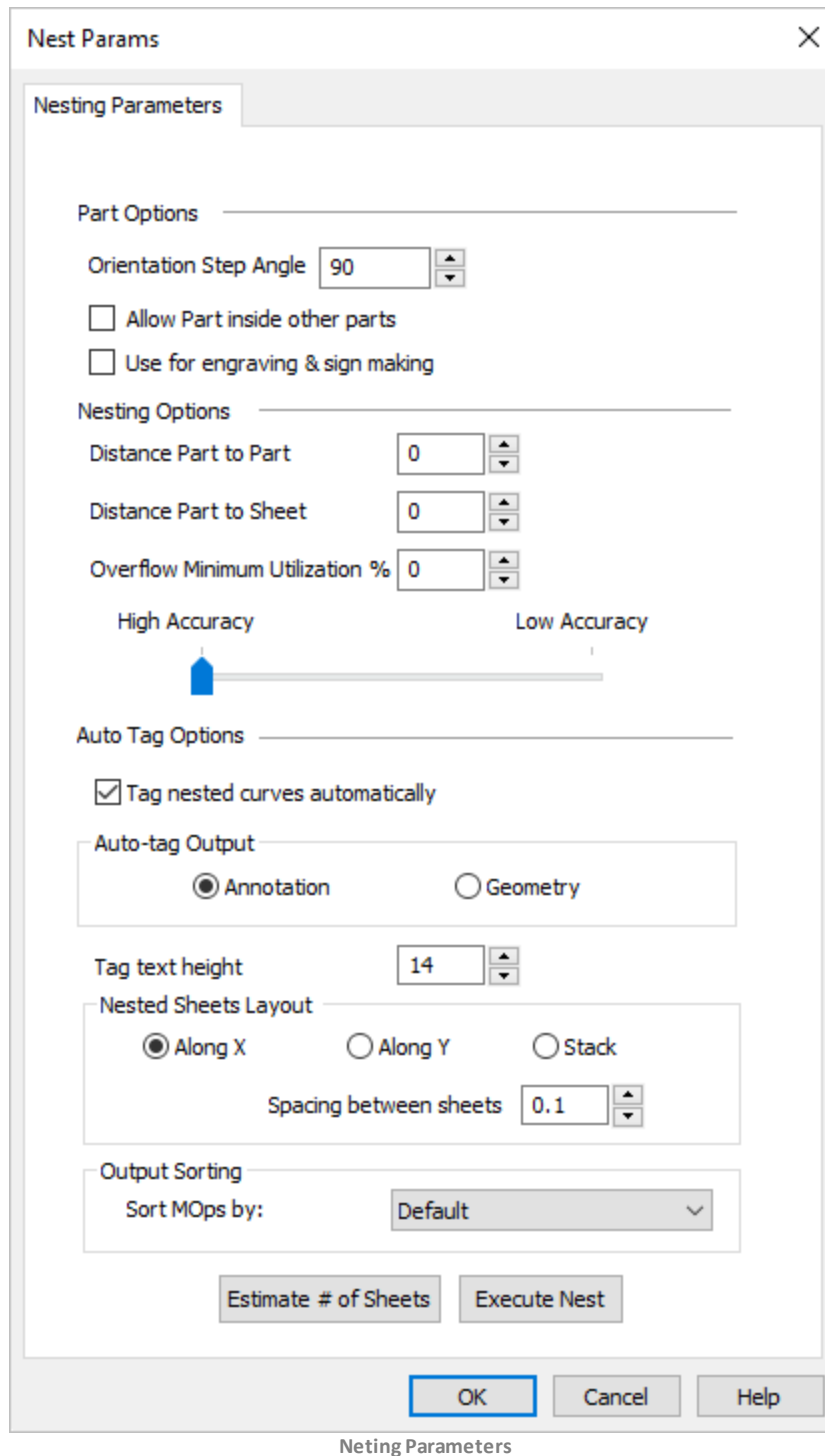 Nest Params
Nesting Parameters
Part Options
Orientation Step Angle 90
Allow Part inside other parts
Use for engraving & sign making
Nesting Options
Distance Part to Part 0
Distance Part to Sheet 0
Overflow Minimum Utilization % 0
High Accuracy Low Accuracy
Auto Tag Options
Tag nested curves automatically
Auto-tag Output
Annotation Geometry
Tag text height 14
Nested Sheets Layout
Along X Along Y Stack
Spacing between sheets 0.1
Output Sorting
Sort MOps by: Default
Estimate # of Sheets Execute Nest
OK Cancel Help
Neting Parameters